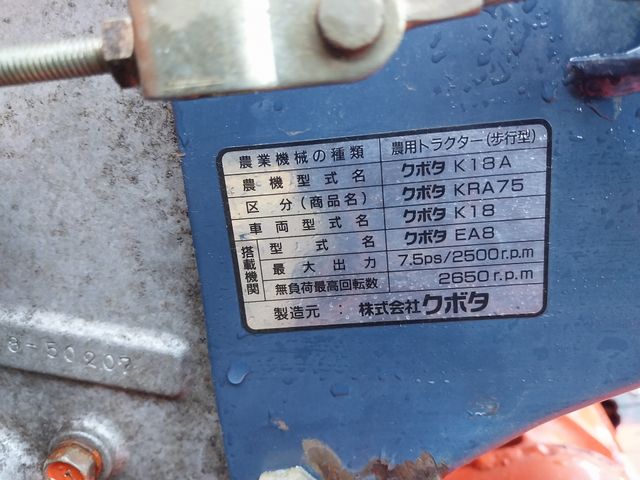 農業機械の種類 農用トラクター(歩行型)
農機型式名 クボタ K18A
区分(商品名) クボタ KRA75
車両型式名 クボタ K18
搭載機関 型式名 クボタ EA8
最大出力 7.5ps/2500r.p.m
無負荷最高回転数 2650r.p.m
製造元: 株式会社クボタ
8-50207